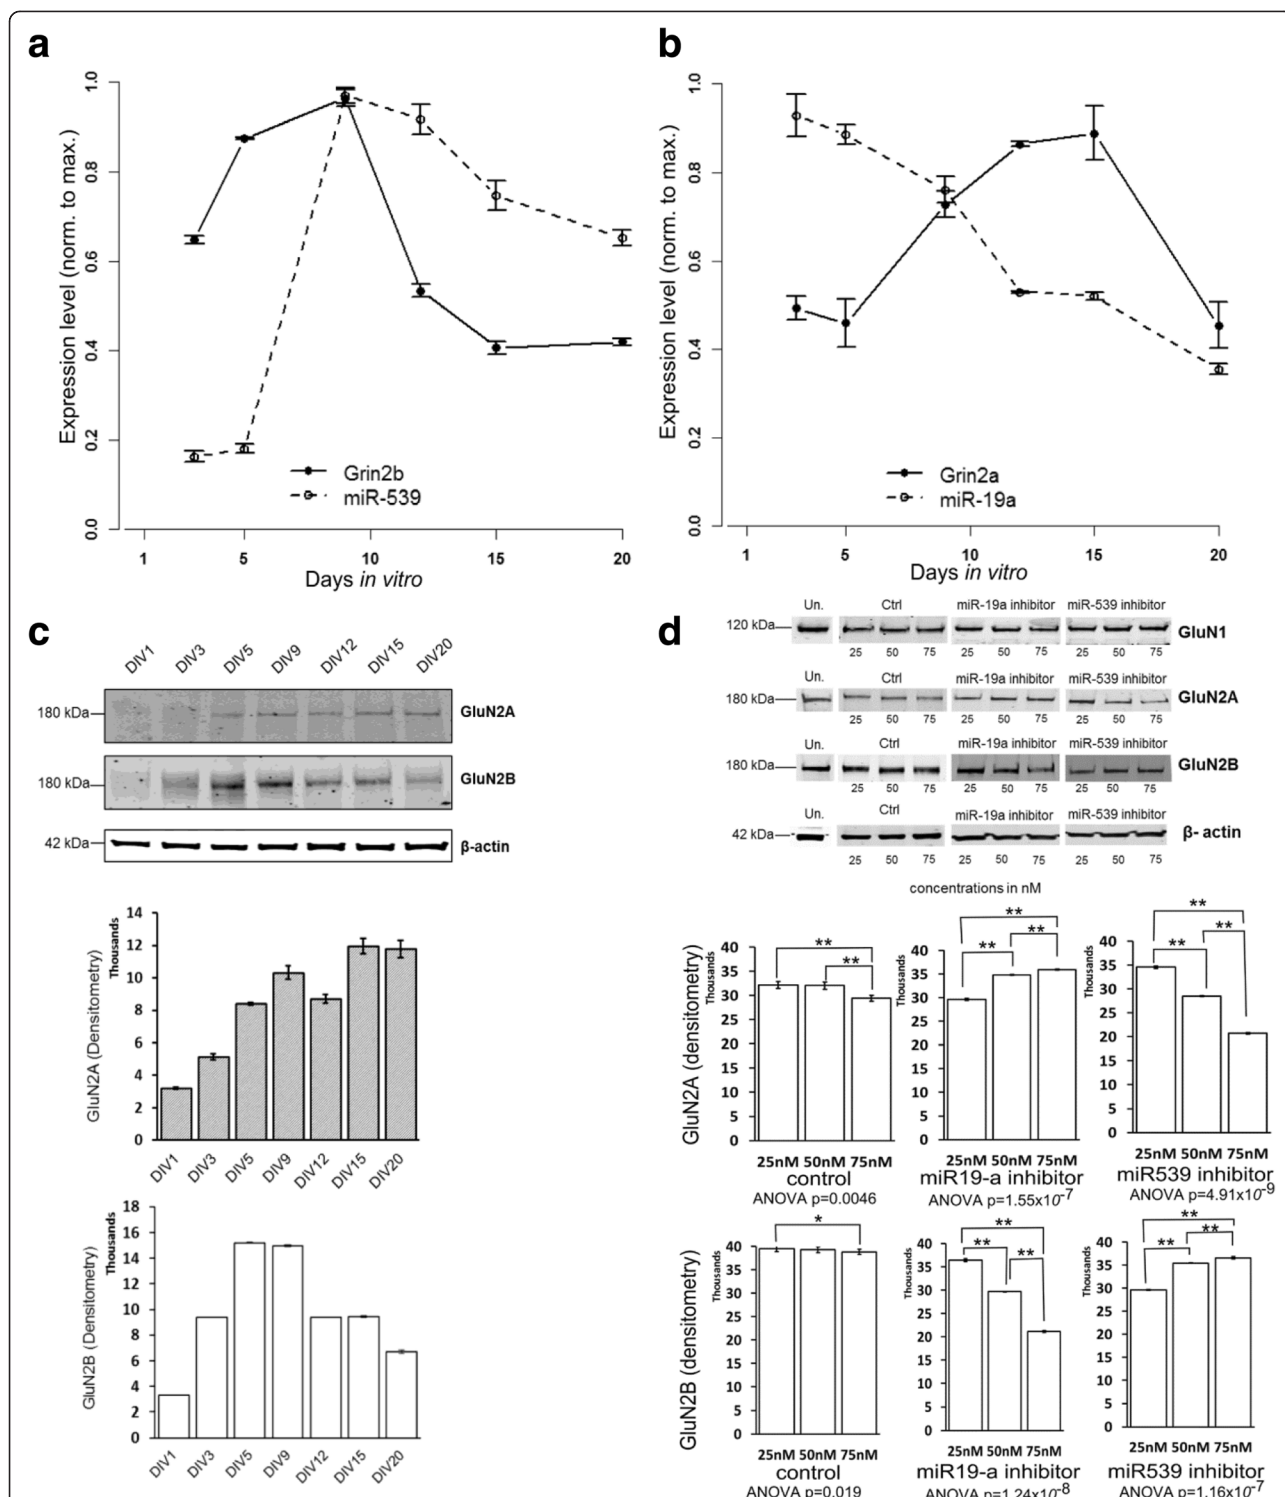 a
Expression level (norm. to max.)
1.0
0.8
0.6
0.4
0.2
0.0
Grin2b
miR-539
1 5 10 15 20
Days in vitro
b
Expression level (norm. to max.)
1.0
0.8
0.6
0.4
0.2
0.0
Grin2a
miR-19a
1 5 10 15 20
Days in vitro
c
DIV1 DIV3 DIV5 DIV9 DIV12 DIV15 DIV20
180 kDa GluN2A
180 kDa GluN2B
42 kDa β-actin
GluN2A (Densitometry)
Thousands
14
12
10
8
6
4
2
0
DIV1 DIV3 DIV5 DIV9 DIV12 DIV15 DIV20
GluN2B (Densitometry)
Thousands
18
16
14
12
10
8
6
4
2
0
DIV1 DIV3 DIV5 DIV9 DIV12 DIV15 DIV20
d
Un. Ctrl miR-19a inhibitor miR-539 inhibitor
120 kDa GluN1
25 50 75 25 50 75 25 50 75
Un. Ctrl miR-19a inhibitor miR-539 inhibitor
180 kDa GluN2A
25 50 75 25 50 75 25 50 75
Un. Ctrl miR-19a inhibitor miR-539 inhibitor
180 kDa GluN2B
25 50 75 25 50 75 25 50 75
Un. Ctrl miR-19a inhibitor miR-539 inhibitor
42 kDa β- actin
25 50 75 25 50 75 25 50 75
concentrations in nM
GluN2A (densitometry)
Thousands
40
35
30
25
20
15
10
5
0
** **
25nM 50nM 75nM
control
ANOVA p=0.0046
Thousands
40
35
30
25
20
15
10
5
0
** ** **
25nM 50nM 75nM
miR19-a inhibitor
ANOVA p=1.55x10-7
40
35
30
25
20
15
10
5
0
Thousands
** ** **
25nM 50nM 75nM
miR539 inhibitor
ANOVA p=4.91x10-9
GluN2B (densitometry)
Thousands
40
35
30
25
20
15
10
5
0
*
25nM 50nM 75nM
control
ANOVA p=0.019
Thousands
40
35
30
25
20
15
10
5
0
** ** **
25nM 50nM 75nM
miR19-a inhibitor
ANOVA p=1.24x10-8
Thousands
40
35
30
25
20
15
10
5
0
** ** **
25nM 50nM 75nM
miR539 inhibitor
ANOVA p=1.16x10-7